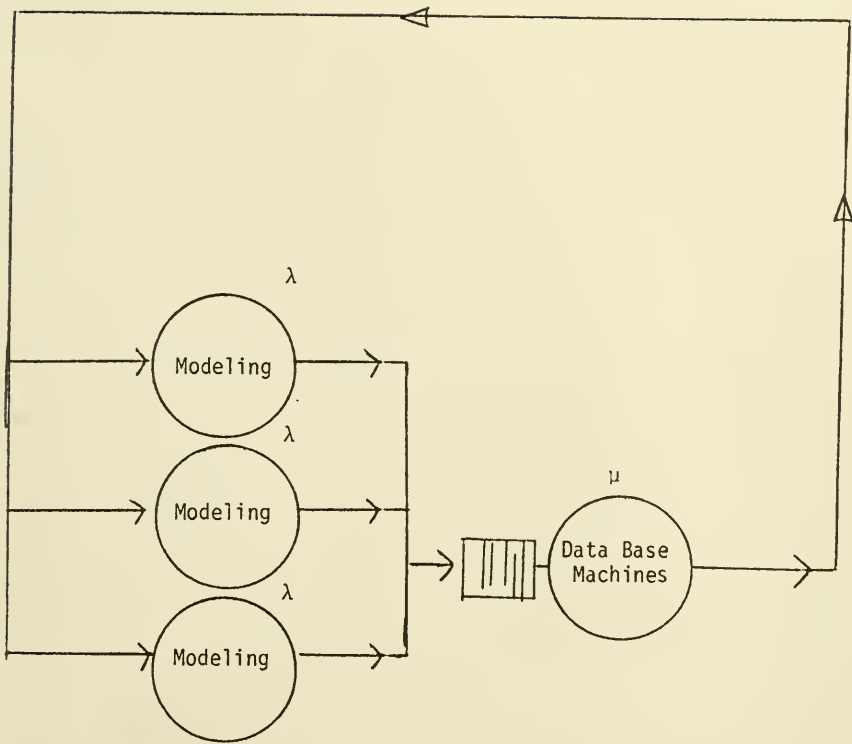 λ
Modeling
λ
Modeling
λ
Modeling
μ
Data Base
Machines